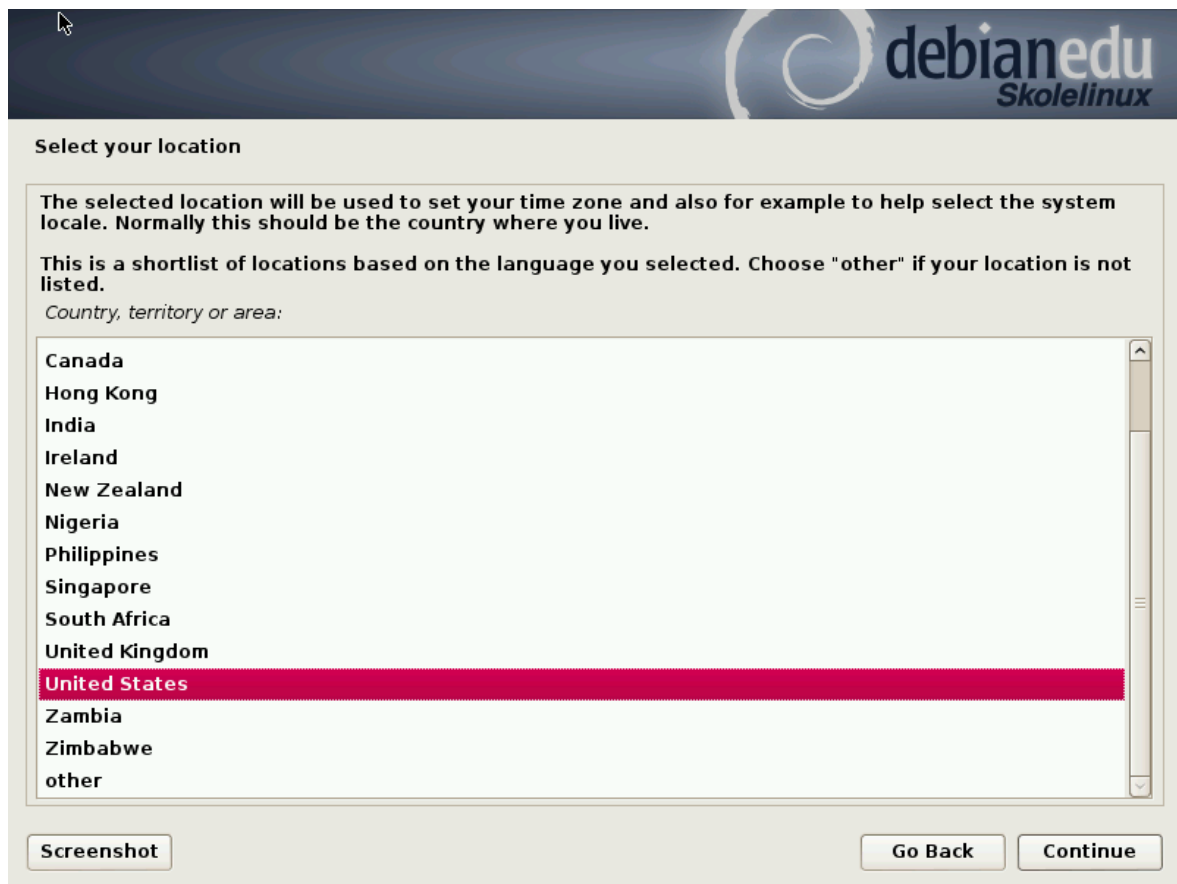 debianedu
Skolelinux
Select your location
The selected location will be used to set your time zone and also for example to help select the system
locale. Normally this should be the country where you live.
This is a shortlist of locations based on the language you selected. Choose "other" if your location is not
listed.
Country, territory or area:
Canada
Hong Kong
India
Ireland
New Zealand
Nigeria
Philippines
Singapore
South Africa
United Kingdom
United States
Zambia
Zimbabwe
other
Screenshot
Go Back
Continue